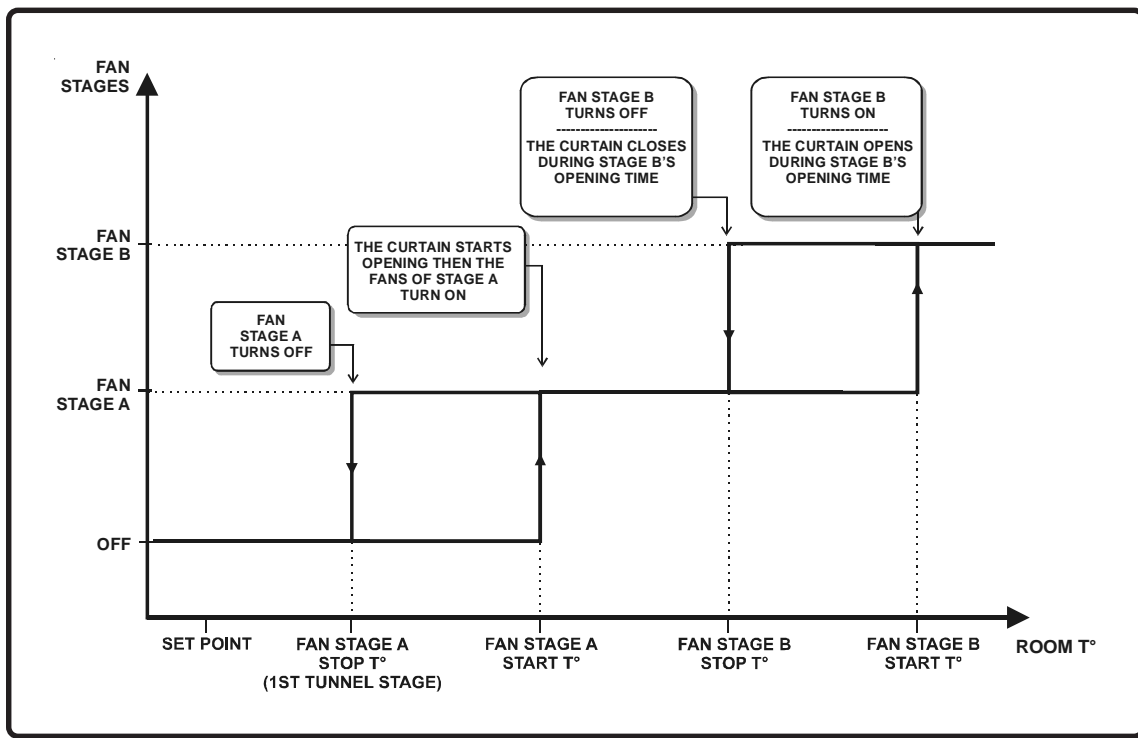 FAN
STAGES
FAN STAGE B
TURNS OFF
----------------------
THE CURTAIN CLOSES
DURING STAGE B'S
OPENING TIME
FAN STAGE B
TURNS ON
----------------------
THE CURTAIN OPENS
DURING STAGE B'S
OPENING TIME
FAN
STAGE B
THE CURTAIN STARTS
OPENING THEN THE
FANS OF STAGE A
TURN ON
FAN
STAGE A
TURNS OFF
FAN
STAGE A
OFF
SET POINT
FAN STAGE A
STOP T°
(1ST TUNNEL STAGE)
FAN STAGE A
START T°
FAN STAGE B
STOP T°
FAN STAGE B
START T°
ROOM T°